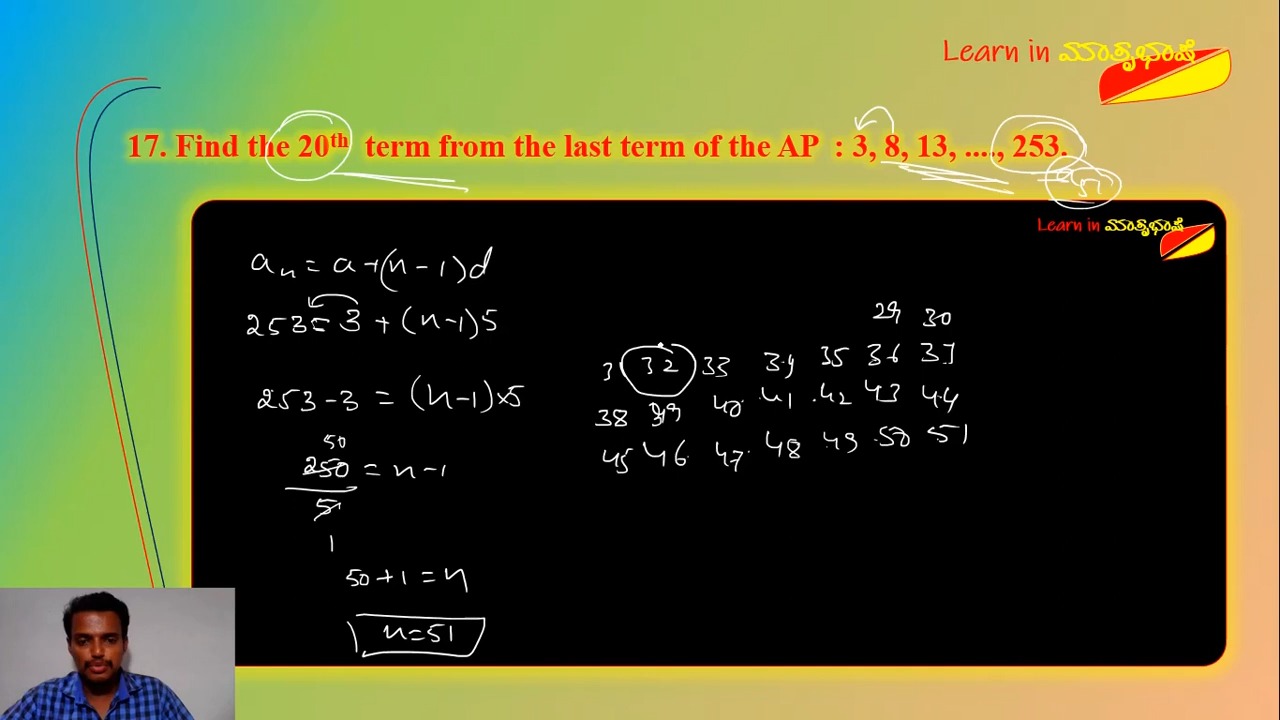 Learn in ಮಾತೃಭಾಷೆ
17. Find the 20th term from the last term of the AP : 3, 8, 13, ...., 253.
51
Learn in ಮಾತೃಭಾಷೆ
aₙ = a + (n - 1)d
253 = 3 + (n - 1)5
253 - 3 = (n - 1)×5
50
250 = n - 1
5
1
50 + 1 = n
n = 51
29 30
31 32 33 34 35 36 37
38 39 40 41 42 43 44
45 46 47 48 49 50 51